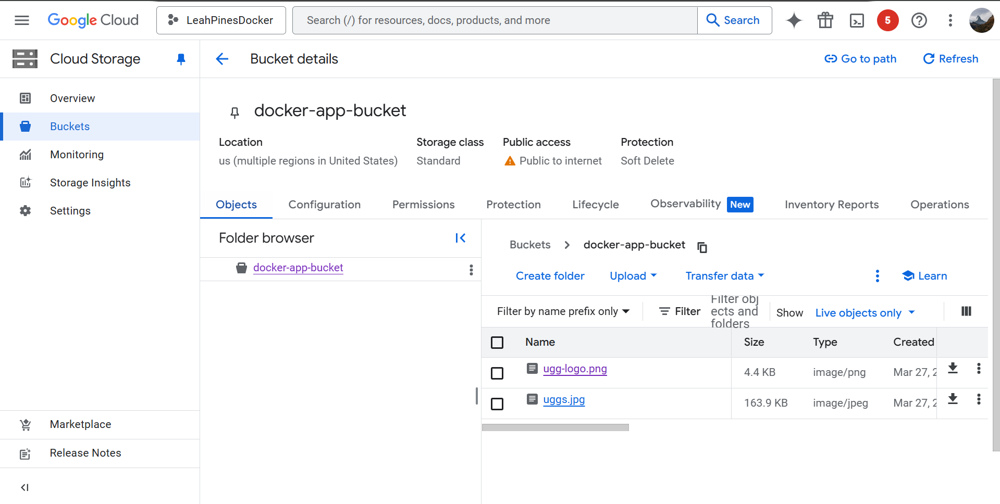 Google Cloud
LeahPinesDocker
Search (/) for resources, docs, products, and more
Search
5
Cloud Storage
Bucket details
Go to path
Refresh
Overview
Buckets
Monitoring
Storage Insights
Settings
Marketplace
Release Notes
docker-app-bucket
Location
us (multiple regions in United States)
Storage class
Standard
Public access
Public to internet
Protection
Soft Delete
Objects
Configuration
Permissions
Protection
Lifecycle
Observability New
Inventory Reports
Operations
Folder browser
docker-app-bucket
Buckets
docker-app-bucket
Create folder
Upload
Transfer data
Learn
Filter by name prefix only
Filter
Filter obj
ects and
folders
Show
Live objects only
Name Size Type Created
ugg-logo.png 4.4 KB image/png Mar 27, 2
uggs.jpg 163.9 KB image/jpeg Mar 27, 2